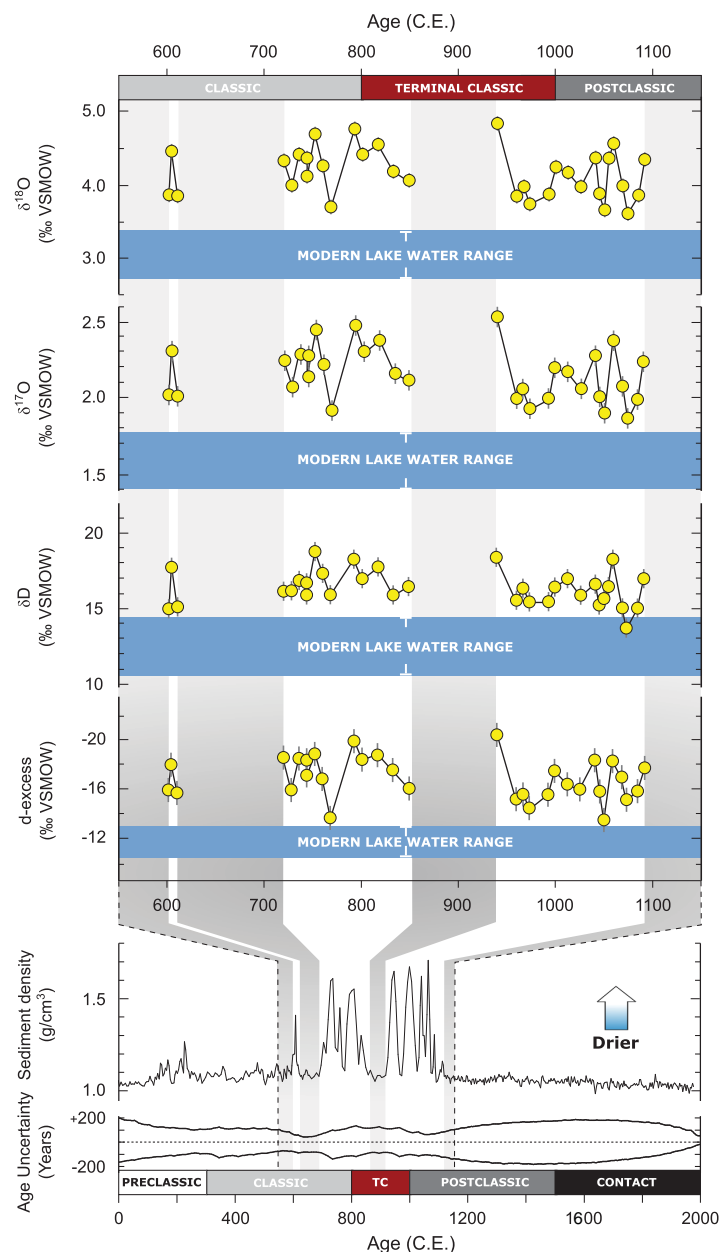 Age (C.E.)
600 700 800 900 1000 1100
CLASSIC TERMINAL CLASSIC POSTCLASSIC
5.0
4.0
3.0
δ¹⁸O
(‰ VSMOW)
MODERN LAKE WATER RANGE
2.5
2.0
1.5
δ¹⁷O
(‰ VSMOW)
MODERN LAKE WATER RANGE
20
15
10
δD
(‰ VSMOW)
MODERN LAKE WATER RANGE
-20
-16
-12
d-excess
(‰ VSMOW)
MODERN LAKE WATER RANGE
600 700 800 900 1000 1100
1.5
1.0
Sediment density
(g/cm³)
Drier
+200
-200
Age Uncertainty
(Years)
PRECLASSIC CLASSIC TC POSTCLASSIC CONTACT
0 400 800 1200 1600 2000
Age (C.E.)